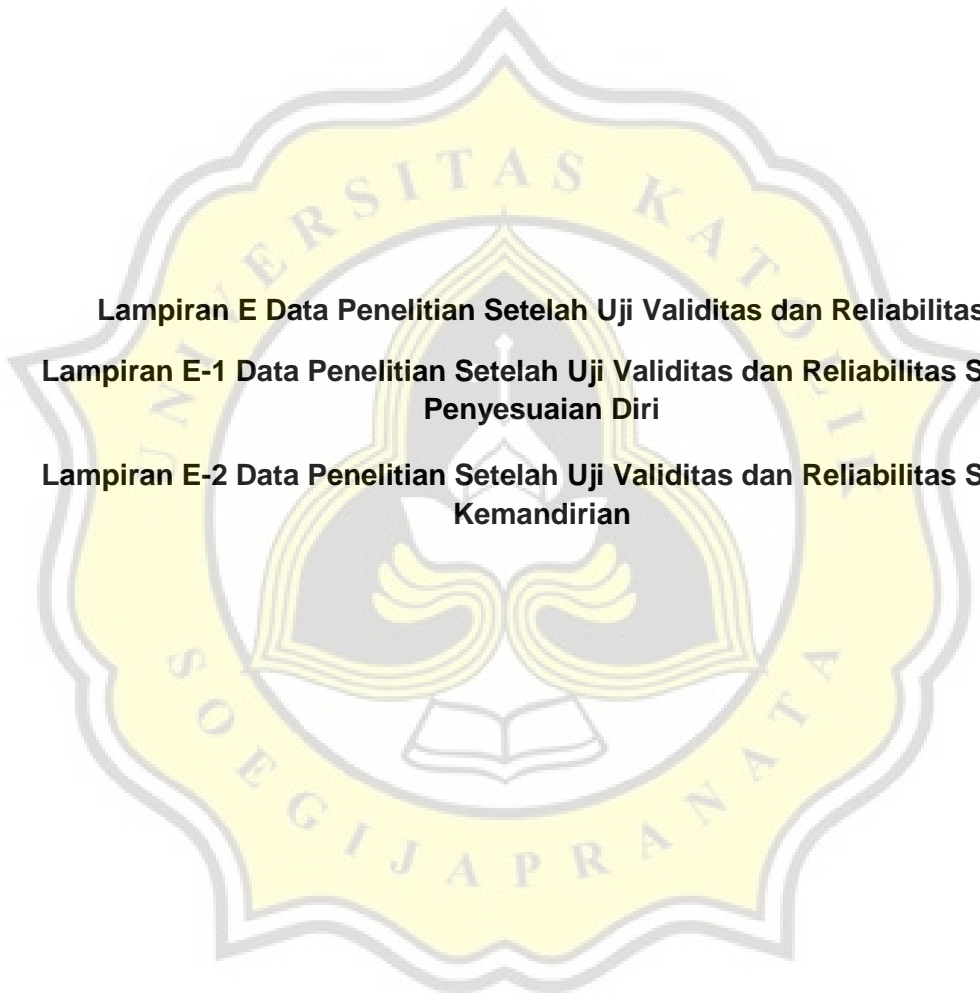 Lampiran E Data Penelitian Setelah Uji Validitas dan Reliabilitas
Lampiran E-1 Data Penelitian Setelah Uji Validitas dan Reliabilitas S
Penyesuaian Diri
Lampiran E-2 Data Penelitian Setelah Uji Validitas dan Reliabilitas S
Kemandirian
UNIVERSITAS KATOLIK
SOEGIJAPRANATA